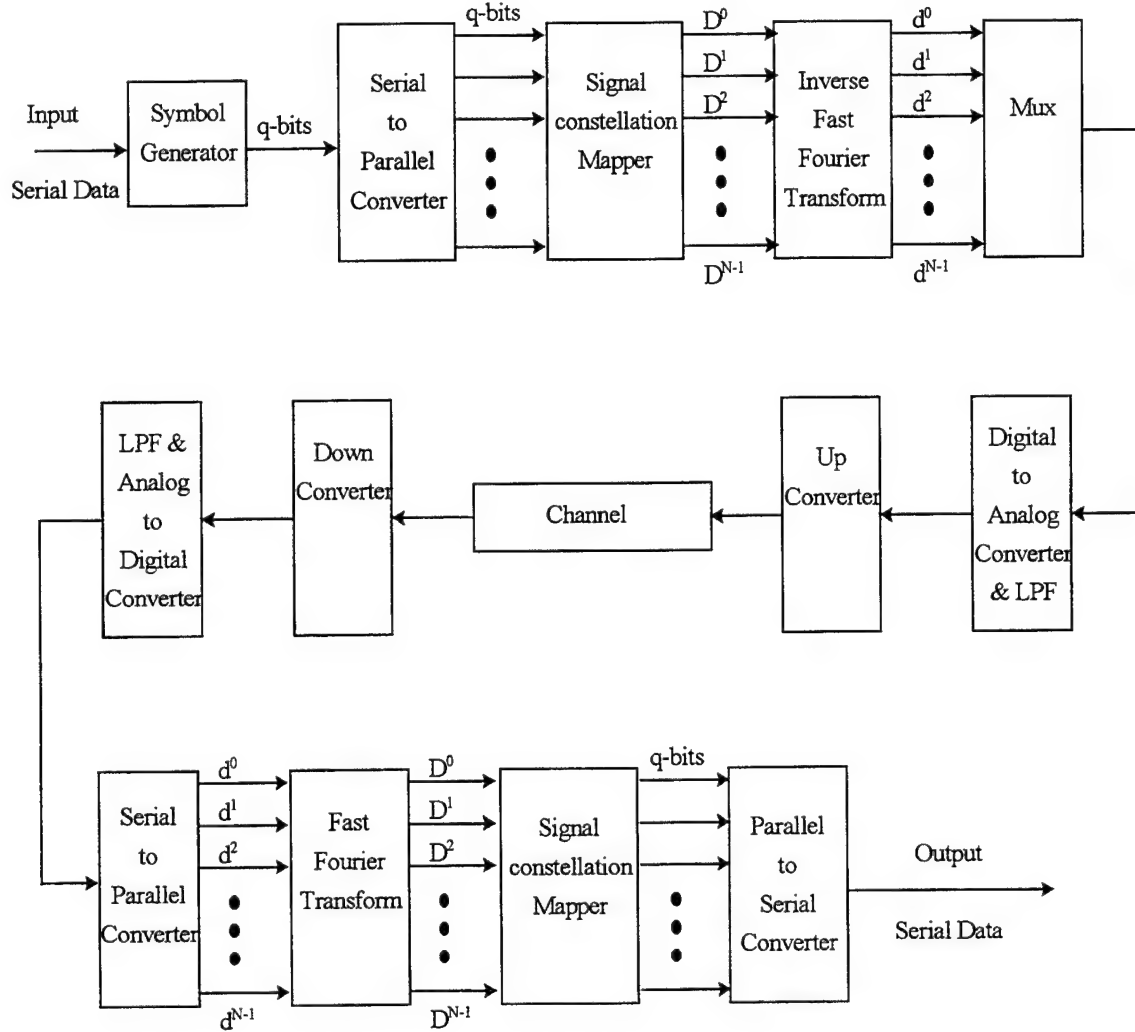 Input
Serial Data
Symbol
Generator
q-bits
Serial
to
Parallel
Converter
q-bits
Signal
constellation
Mapper
D⁰
D¹
D²
Dᴺ⁻¹
Inverse
Fast
Fourier
Transform
d⁰
d¹
d²
dᴺ⁻¹
Mux
LPF &
Analog
to
Digital
Converter
Down
Converter
Channel
Up
Converter
Digital
to
Analog
Converter
& LPF
Serial
to
Parallel
Converter
d⁰
d¹
d²
dᴺ⁻¹
Fast
Fourier
Transform
D⁰
D¹
D²
Dᴺ⁻¹
Signal
constellation
Mapper
q-bits
Parallel
to
Serial
Converter
Output
Serial Data